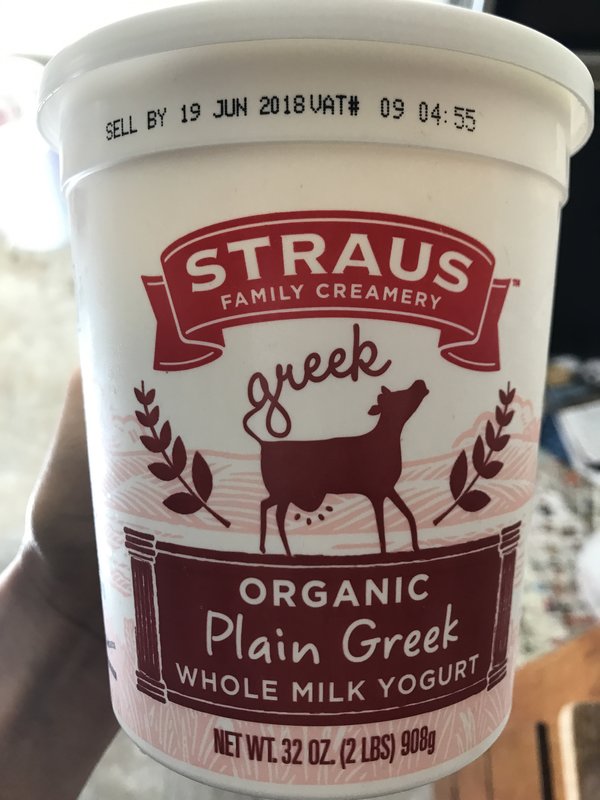 SELL BY 19 JUN 2018 VAT# 09 04:55
STRAUS
™
FAMILY CREAMERY
greek
ORGANIC
Plain Greek
WHOLE MILK YOGURT
NET WT. 32 OZ. (2 LBS) 908g